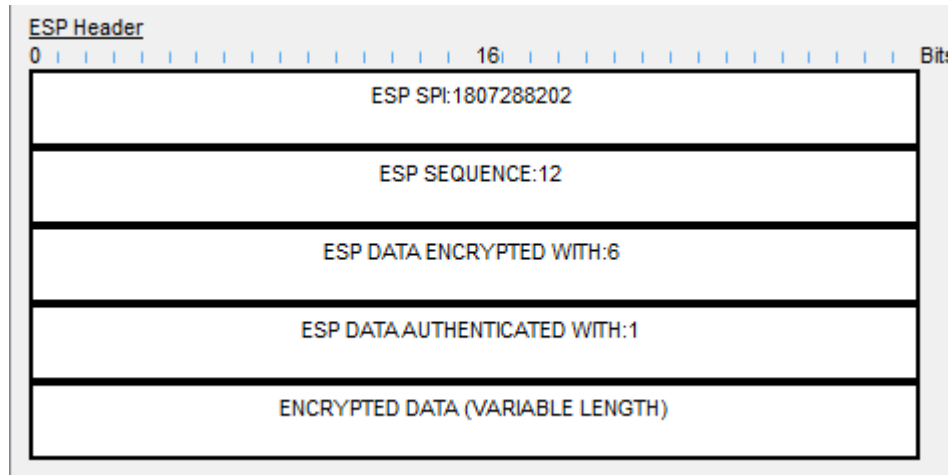 ESP Header
0 16 Bits
ESP SPI:1807288202
ESP SEQUENCE:12
ESP DATA ENCRYPTED WITH:6
ESP DATA AUTHENTICATED WITH:1
ENCRYPTED DATA (VARIABLE LENGTH)